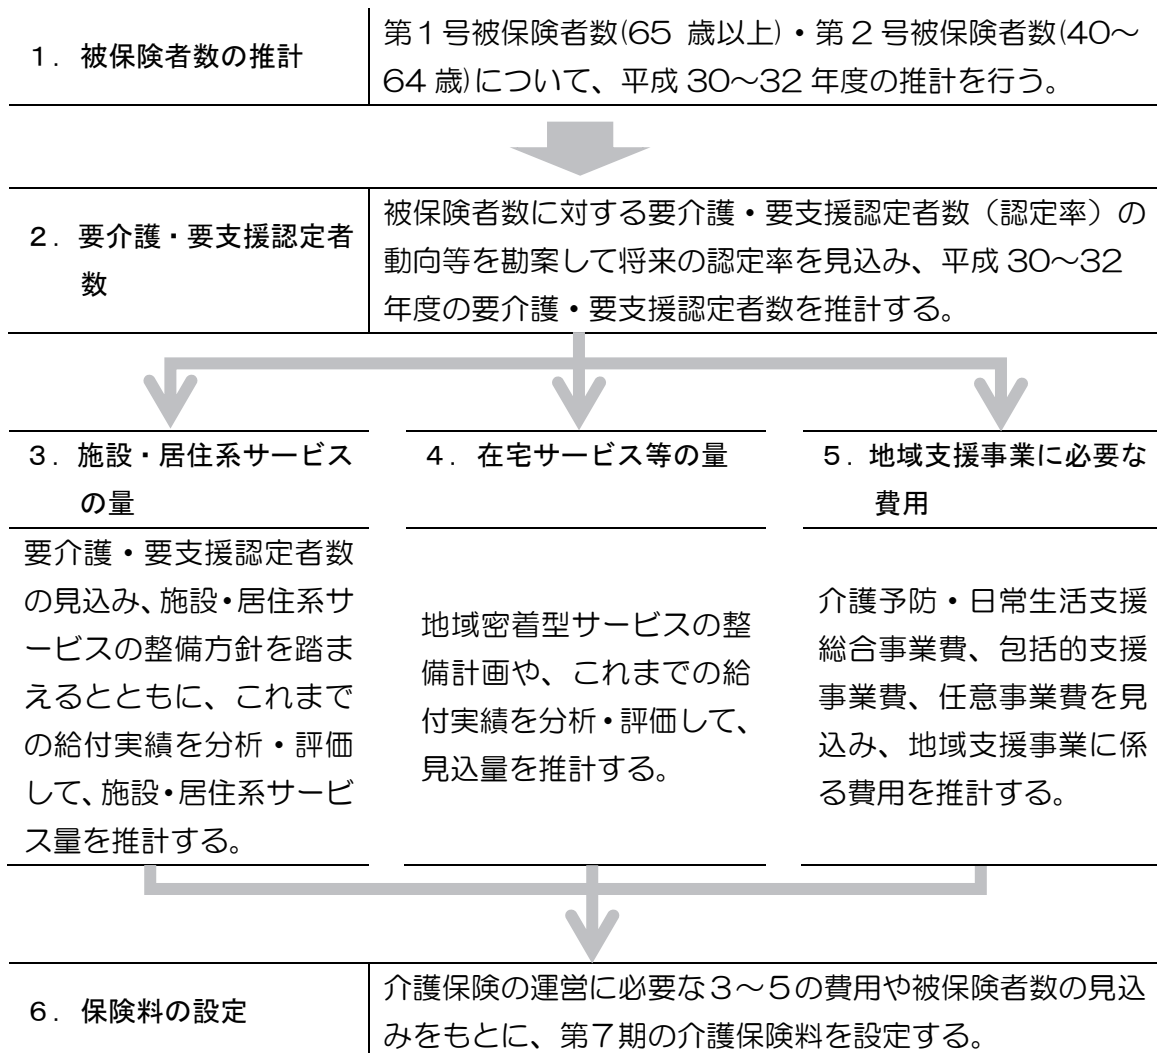 1．被保険者数の推計
第1号被保険者数(65 歳以上)・第2号被保険者数(40～
64歳)について、平成30～32年度の推計を行う。
2．要介護・要支援認定者
数
被保険者数に対する要介護・要支援認定者数（認定率）の
動向等を勘案して将来の認定率を見込み、平成30～32
年度の要介護・要支援認定者数を推計する。
3．施設・居住系サービス
の量
要介護・要支援認定者数
の見込み、施設・居住系サ
ービスの整備方針を踏ま
えるとともに、これまで
の給付実績を分析・評価
して、施設・居住系サービ
ス量を推計する。
4．在宅サービス等の量
地域密着型サービスの整
備計画や、これまでの給
付実績を分析・評価して、
見込量を推計する。
5．地域支援事業に必要な
費用
介護予防・日常生活支援
総合事業費、包括的支援
事業費、任意事業費を見
込み、地域支援事業に係
る費用を推計する。
6．保険料の設定
介護保険の運営に必要な3～5の費用や被保険者数の見込
みをもとに、第7期の介護保険料を設定する。